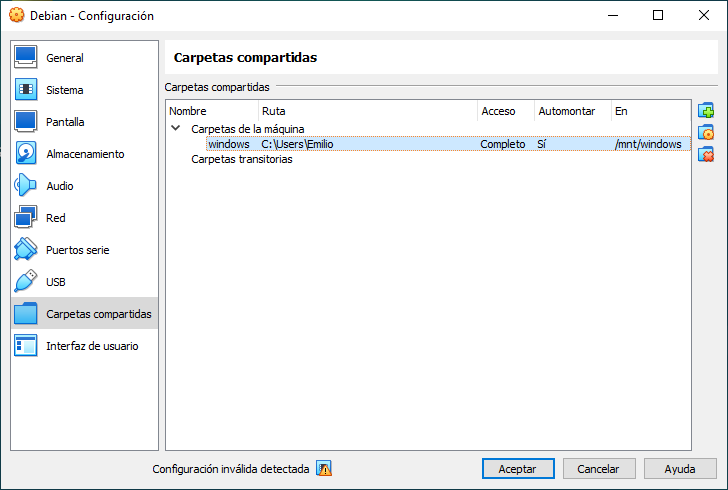 Debian - Configuración
General
Sistema
Pantalla
Almacenamiento
Audio
Red
Puertos serie
USB
Carpetas compartidas
Interfaz de usuario
Carpetas compartidas
Carpetas compartidas
Nombre Ruta Acceso Automontar En
Carpetas de la máquina
windows C:\Users\Emilio Completo Sí /mnt/windows
Carpetas transitorias
Configuración inválida detectada
Aceptar Cancelar Ayuda